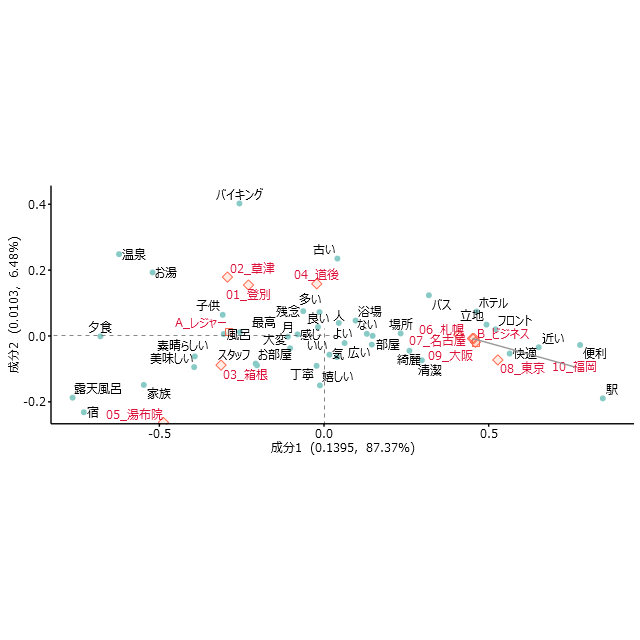 バイキング
0.4
温泉
お湯
古い
02_草津
04_道後
0.2
01_登別
多い
バス
ホテル
子供
残念
良い
人
浴場
立地
フロント
夕食
A_レジャー
最高
月
ない
場所
06_札幌
B_ビジネス
0.0
風呂
大変
感じ
よい
07_名古屋
近い
素晴らしい
スタッフ
お部屋
いい
気
広い
部屋
09_大阪
快適
便利
美味しい
綺麗
03_箱根
丁寧
嬉しい
清潔
08_東京
10_福岡
露天風呂
家族
駅
-0.2
宿
05_湯布院
-0.5
0.0
0.5
成分1 (0.1395, 87.37%)
成分2 (0.0103, 6.48%)